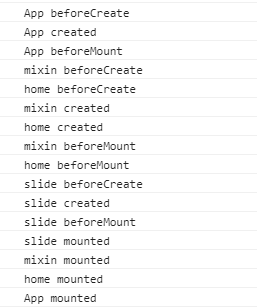 App beforeCreate
App created
App beforeMount
mixin beforeCreate
home beforeCreate
mixin created
home created
mixin beforeMount
home beforeMount
slide beforeCreate
slide created
slide beforeMount
slide mounted
mixin mounted
home mounted
App mounted